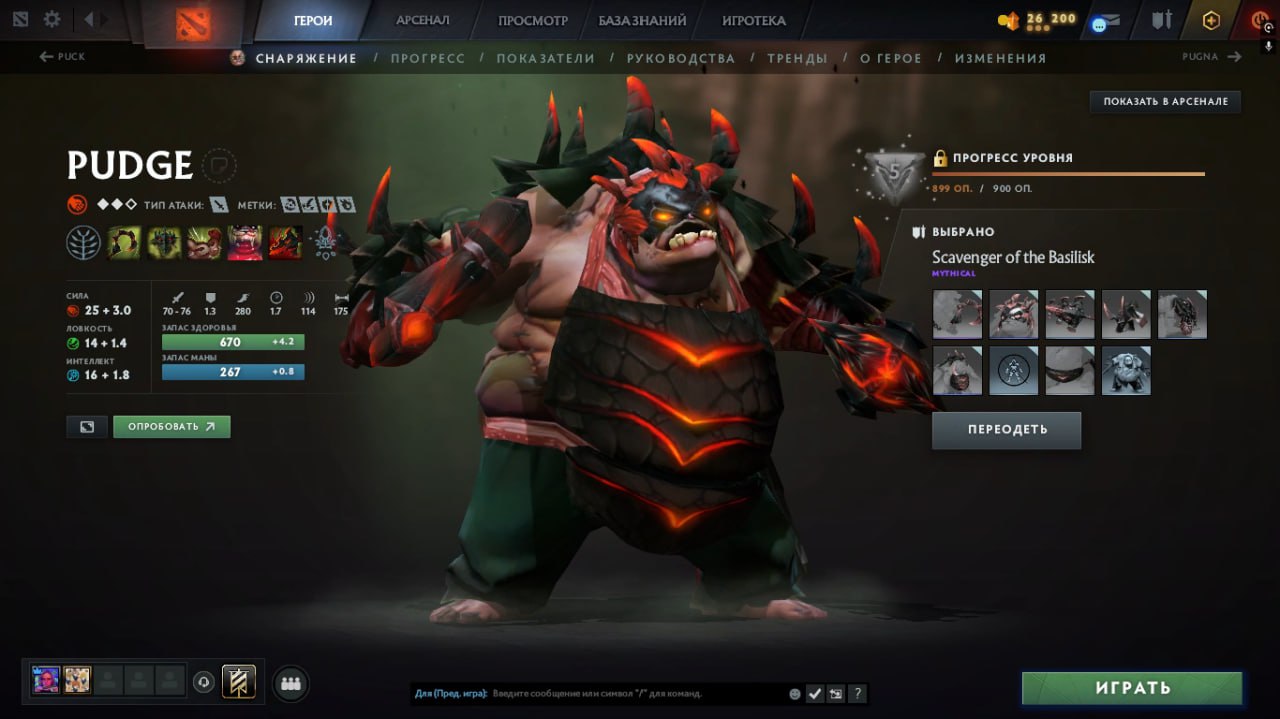 ГЕРОИ
АРСЕНАЛ
ПРОСМОТР
БАЗА ЗНАНИЙ
ИГРОТЕКА
26 200
PUCK
СНАРЯЖЕНИЕ / ПРОГРЕСС / ПОКАЗАТЕЛИ / РУКОВОДСТВА / ТРЕНДЫ / О ГЕРОЕ / ИЗМЕНЕНИЯ
PUGNA
ПОКАЗАТЬ В АРСЕНАЛЕ
PUDGE
ТИП АТАКИ:
МЕТКИ:
5
ПРОГРЕСС УРОВНЯ
899 ОП. / 900 ОП.
ВЫБРАНО
Scavenger of the Basilisk
MYTHICAL
СИЛА
25 + 3.0
ЛОВКОСТЬ
14 + 1.4
ИНТЕЛЛЕКТ
16 + 1.8
70 - 76 1.3 280 1.7 114 175
ЗАПАС ЗДОРОВЬЯ
670 +4.2
ЗАПАС МАНЫ
267 +0.8
ОПРОБОВАТЬ
ПЕРЕОДЕТЬ
Для (Пред. игра): Введите сообщение или символ "/" для команд.
?
ИГРАТЬ